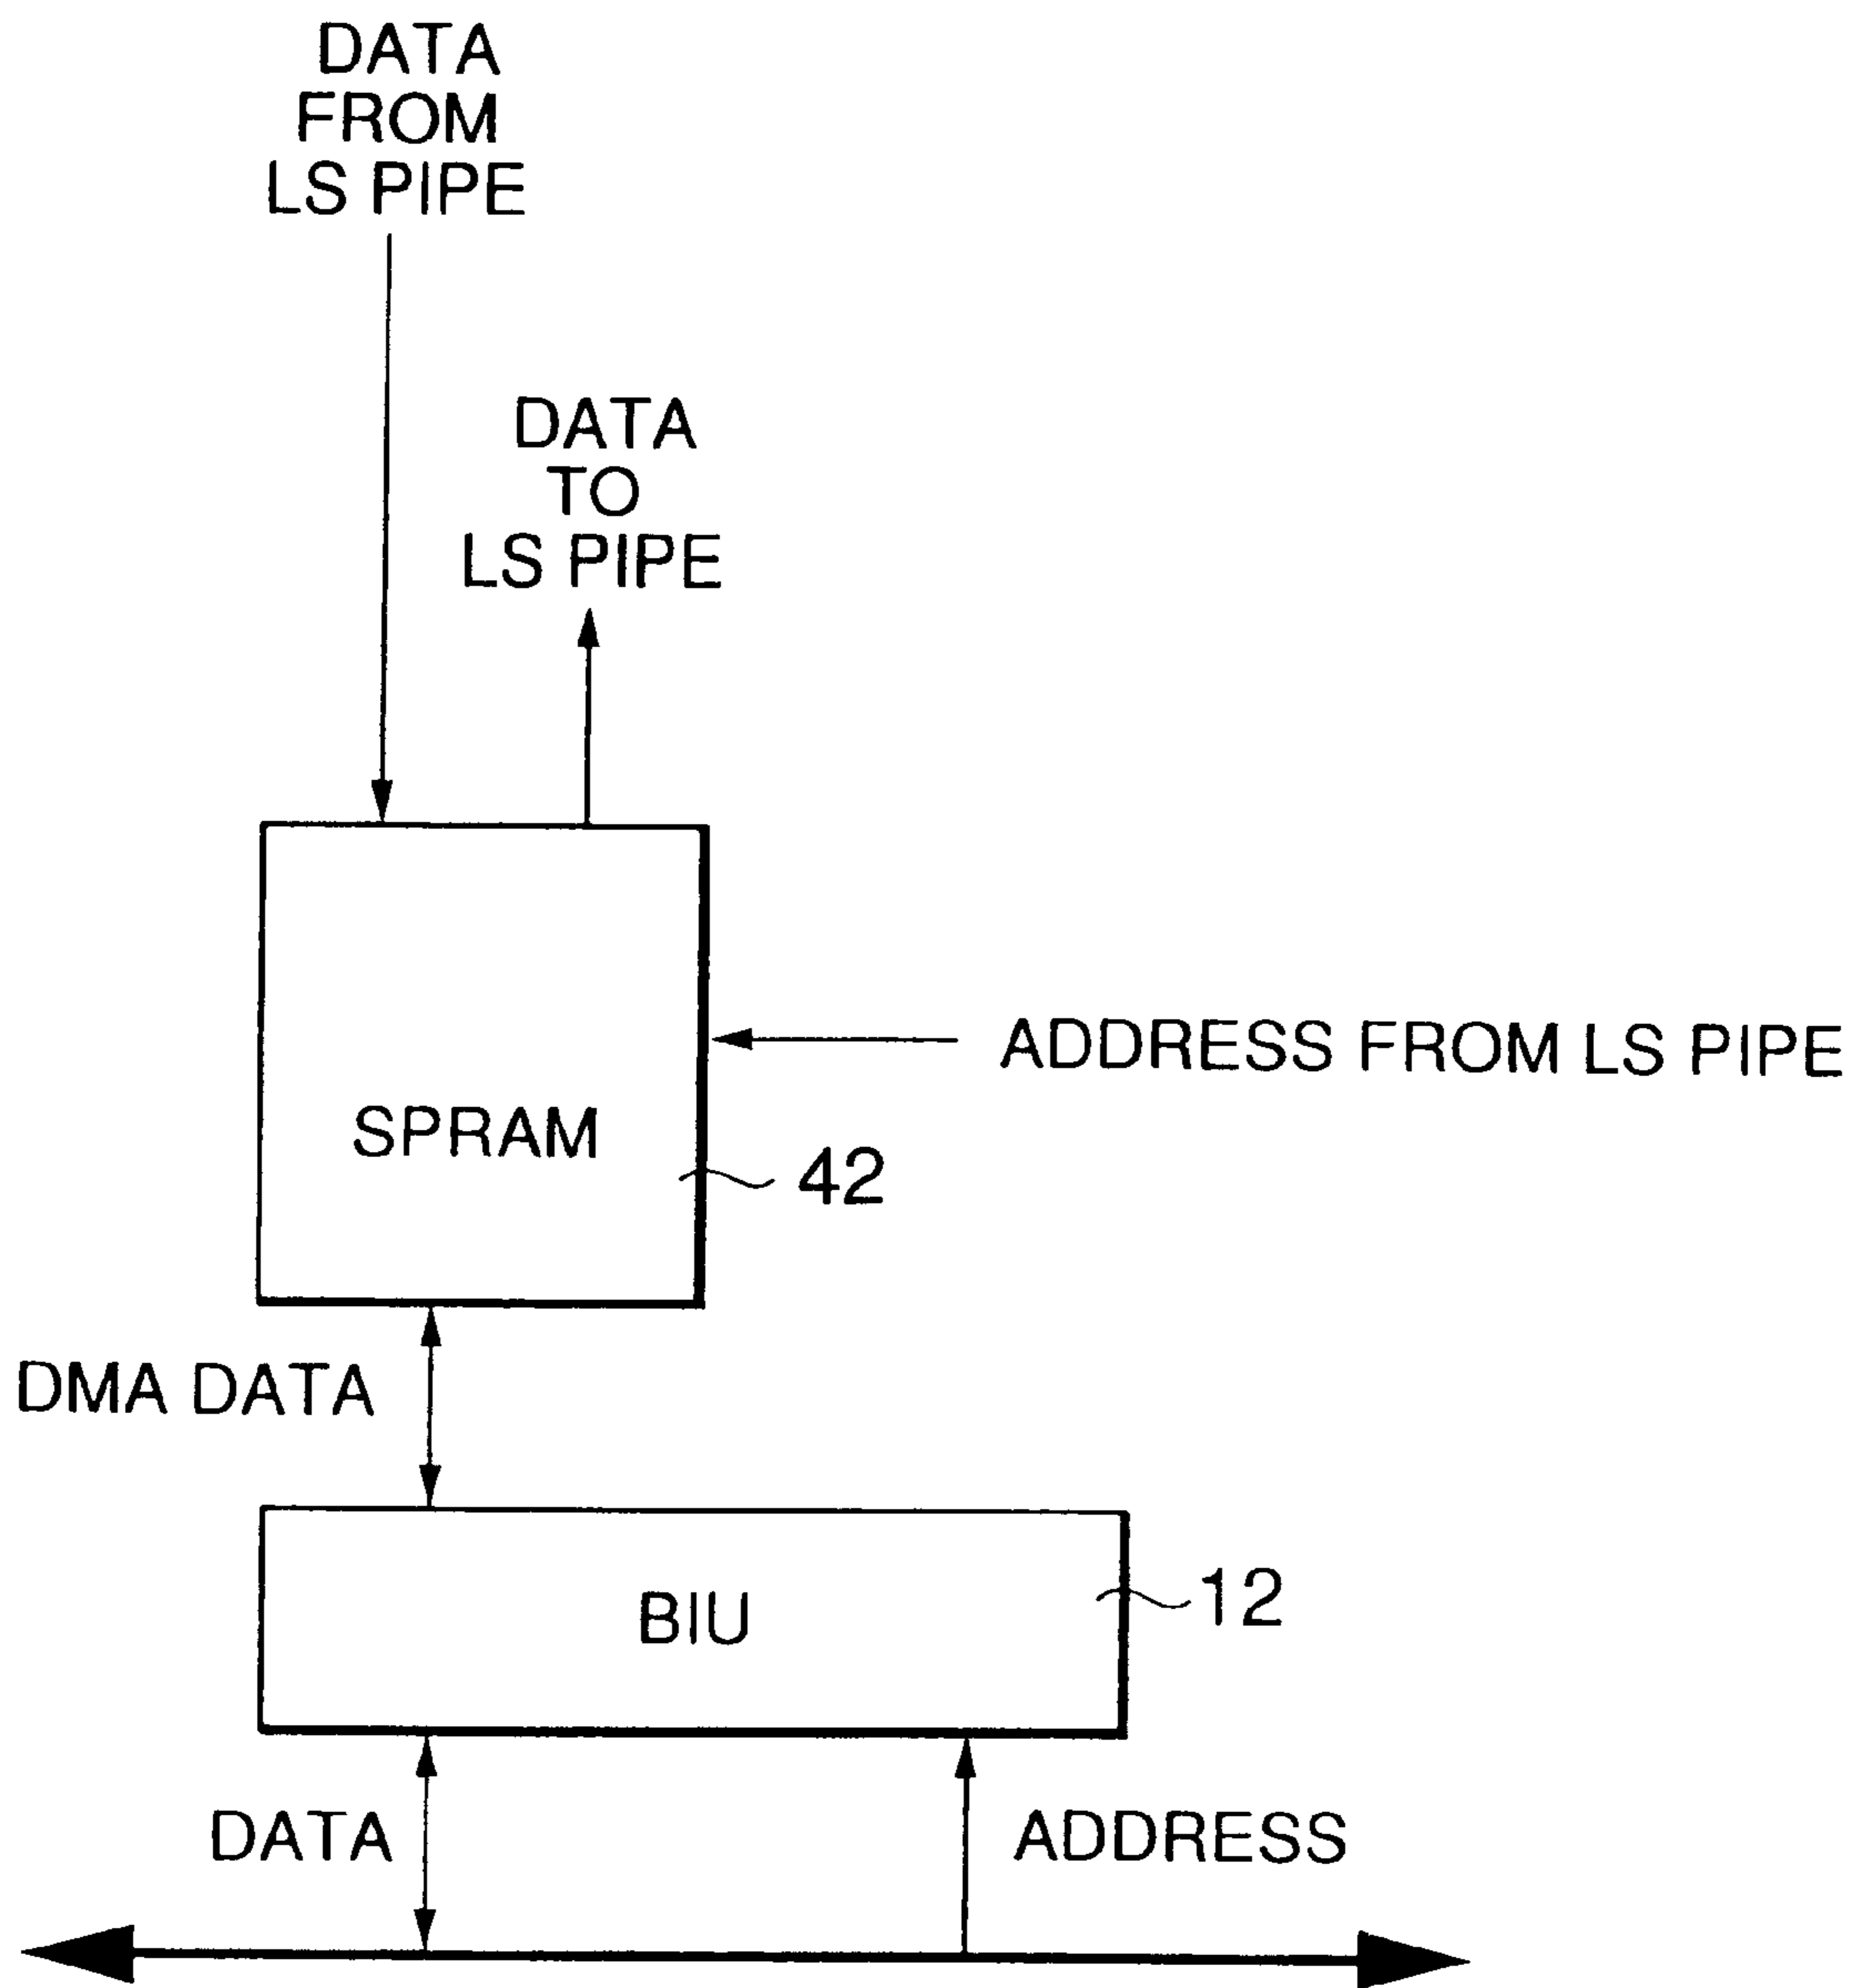 DATA
FROM
LS PIPE
DATA
TO
LS PIPE
ADDRESS FROM LS PIPE
SPRAM
42
DMA DATA
BIU
12
DATA
ADDRESS